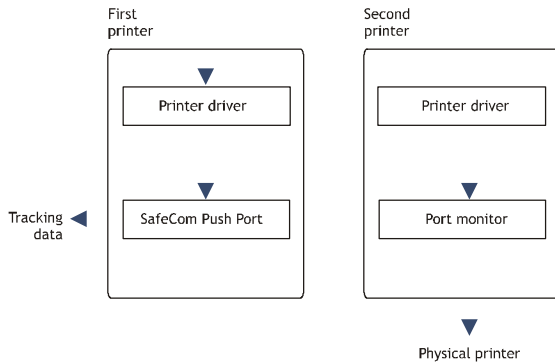 First
printer
Second
printer
Printer driver
Printer driver
Tracking
data
SafeCom Push Port
Port monitor
Physical printer